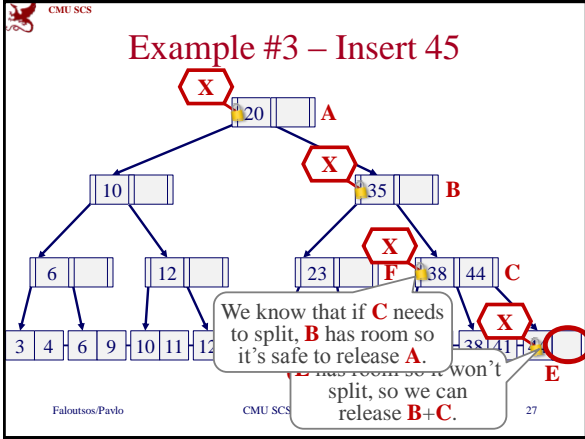 CMU SCS
Example #3 – Insert 45
X
20 A
X
10 35 B
X
6 12 23 F 38 44 C
We know that if C needs
to split, B has room so
it's safe to release A.
X
3 4 6 9 10 11 12 38 41
E has room so it won't
split, so we can
release B+C.
E
Faloutsos/Pavlo CMU SCS 27